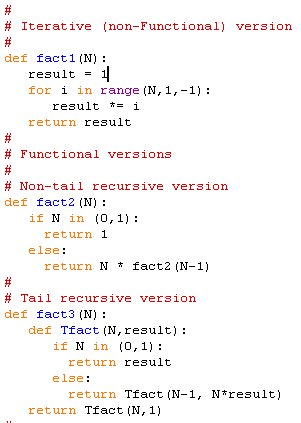 #
# Iterative (non-Functional) version
#
def fact1(N):
   result = 1
   for i in range(N,1,-1):
      result *= i
   return result
#
# Functional versions
#
# Non-tail recursive version
def fact2(N):
   if N in (0,1):
     return 1
   else:
     return N * fact2(N-1)
#
# Tail recursive version
def fact3(N):
   def Tfact(N,result):
      if N in (0,1):
        return result
      else:
        return Tfact(N-1, N*result)
   return Tfact(N,1)